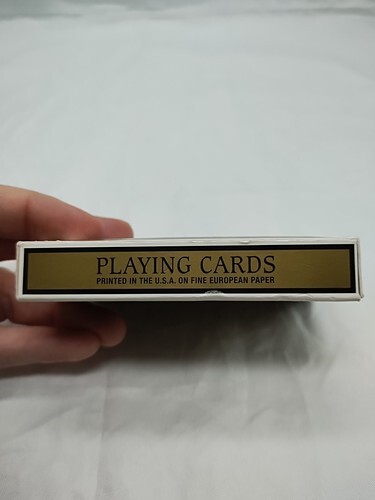 PLAYING CARDS
PRINTED IN THE U.S.A. ON FINE EUROPEAN PAPER